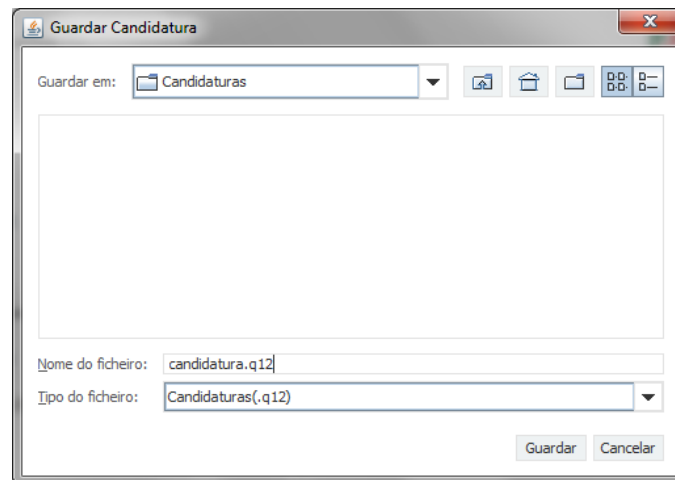 Guardar Candidatura
Guardar em: Candidaturas
Nome do ficheiro: candidatura.q12
Tipo do ficheiro: Candidaturas(.q12)
Guardar Cancelar